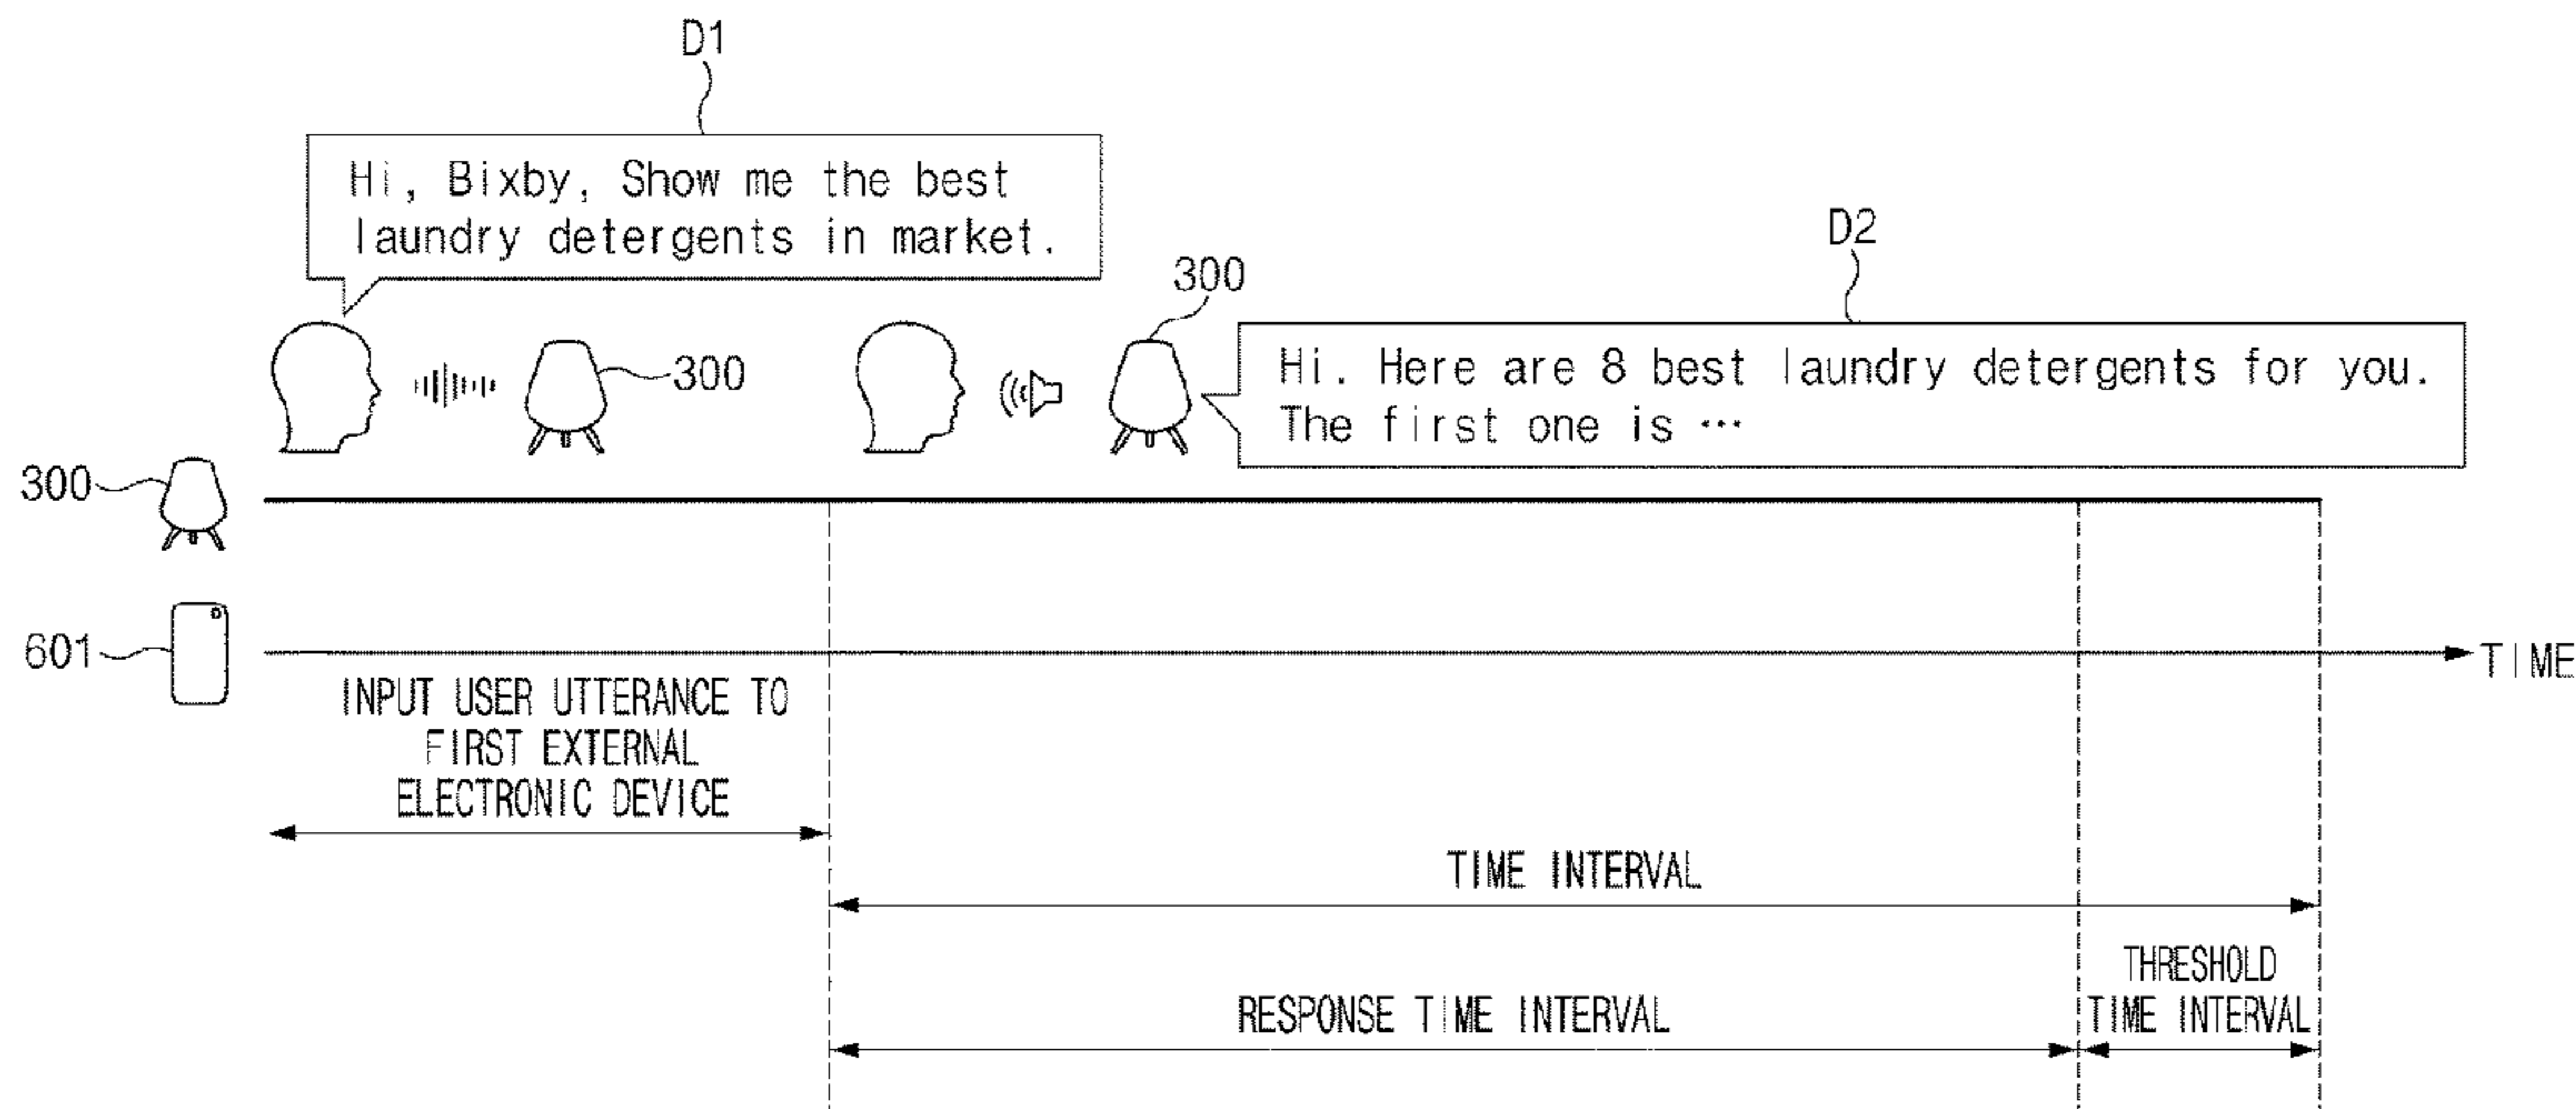 D1
Hi, Bixby, Show me the best
laundry detergents in market.
D2
300
300
Hi. Here are 8 best laundry detergents for you.
The first one is ...
300
601
TIME
INPUT USER UTTERANCE TO
FIRST EXTERNAL
ELECTRONIC DEVICE
TIME INTERVAL
RESPONSE TIME INTERVAL
THRESHOLD
TIME INTERVAL